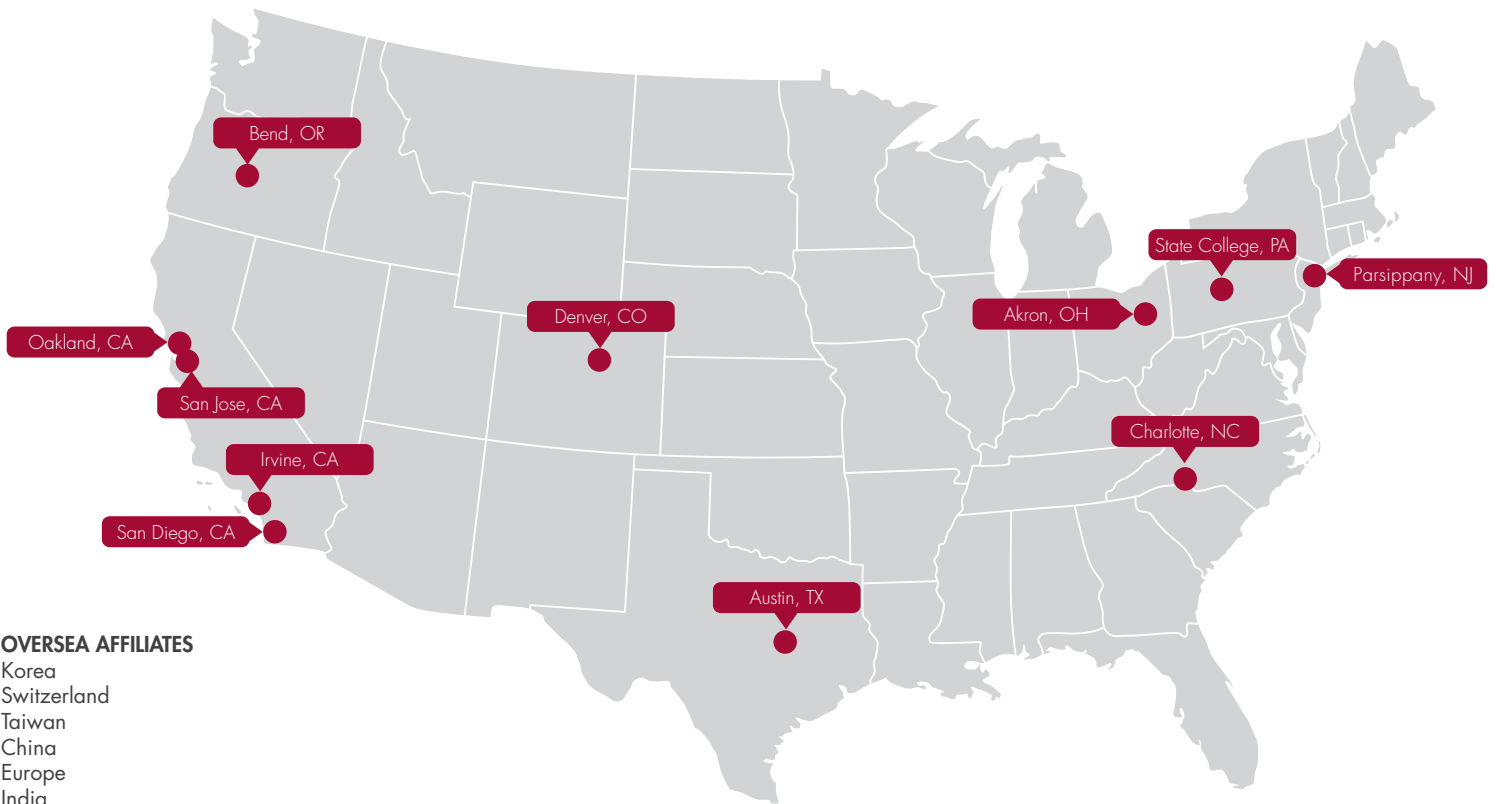 Bend, OR
State College, PA
Parsippany, NJ
Akron, OH
Denver, CO
Oakland, CA
San Jose, CA
Charlotte, NC
Irvine, CA
San Diego, CA
Austin, TX
OVERSEA AFFILIATES
Korea
Switzerland
Taiwan
China
Europe
India